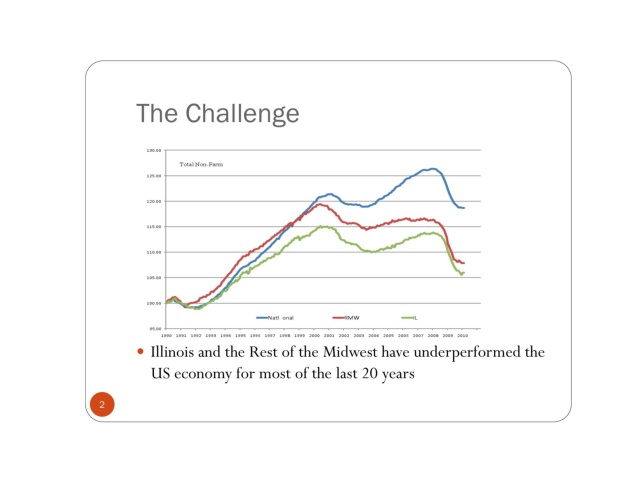 The Challenge
130.00
Total Non-Farm
125.00
120.00
115.00
110.00
105.00
100.00
95.00
Natl onal RMW IL
1990 1991 1992 1993 1994 1995 1996 1997 1998 1999 2000 2001 2002 2003 2004 2005 2006 2007 2008 2009 2010
• Illinois and the Rest of the Midwest have underperformed the
US economy for most of the last 20 years
2